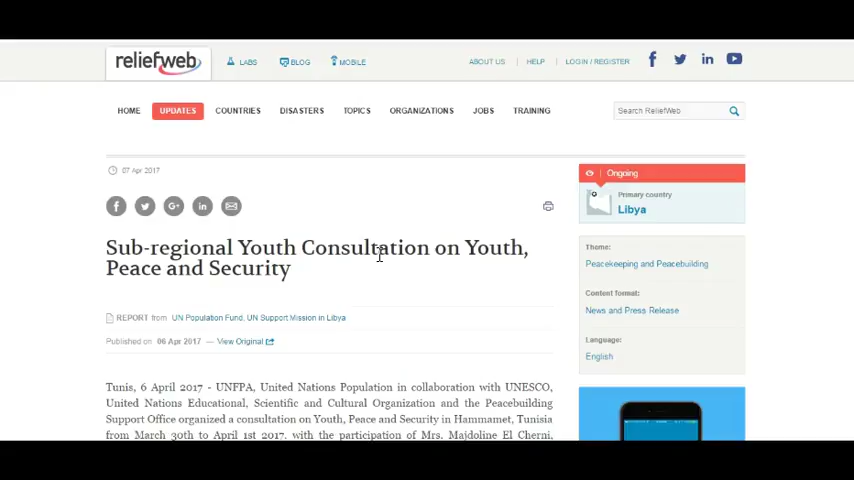 reliefweb
LABS
BLOG
MOBILE
ABOUT US
HELP
LOGIN / REGISTER
HOME
UPDATES
COUNTRIES
DISASTERS
TOPICS
ORGANIZATIONS
JOBS
TRAINING
Search ReliefWeb
07 Apr 2017
Sub-regional Youth Consultation on Youth,
Peace and Security
REPORT from UN Population Fund, UN Support Mission in Libya
Published on 06 Apr 2017 — View Original
Tunis, 6 April 2017 - UNFPA, United Nations Population in collaboration with UNESCO,
United Nations Educational, Scientific and Cultural Organization and the Peacebuilding
Support Office organized a consultation on Youth, Peace and Security in Hammamet, Tunisia
from March 30th to April 1st 2017. with the participation of Mrs. Majdoline El Cherni,
Ongoing
Primary country
Libya
Theme:
Peacekeeping and Peacebuilding
Content format:
News and Press Release
Language:
English